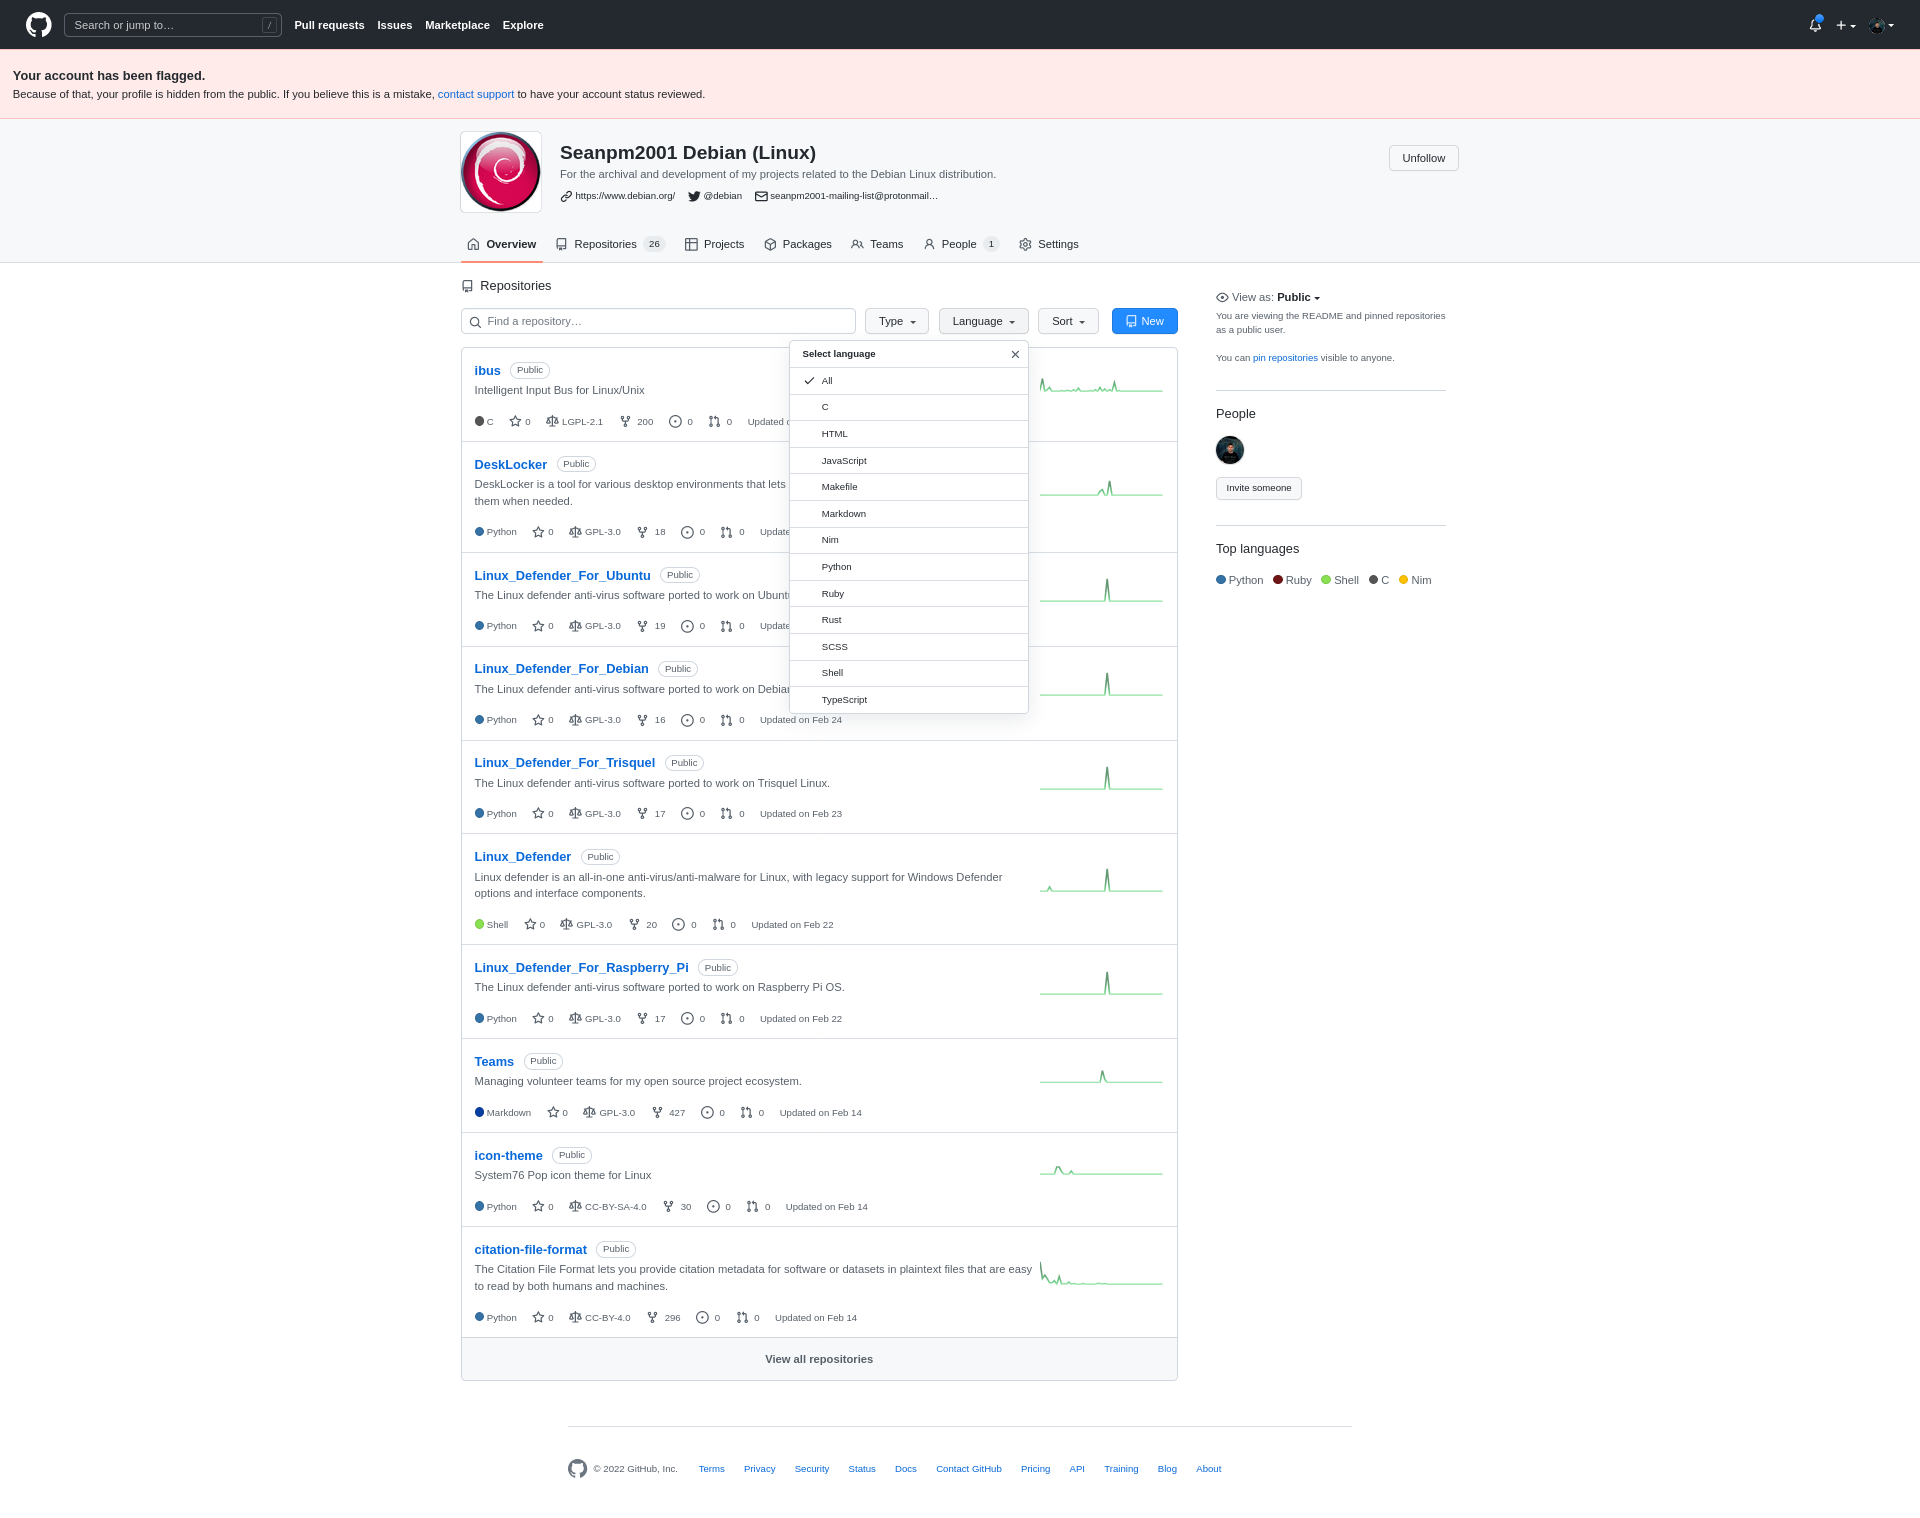 Search or jump to… /
Pull requests Issues Marketplace Explore
Your account has been flagged.
Because of that, your profile is hidden from the public. If you believe this is a mistake, contact support to have your account status reviewed.
Seanpm2001 Debian (Linux)
Unfollow
For the archival and development of my projects related to the Debian Linux distribution.
https://www.debian.org/ @debian seanpm2001-mailing-list@protonmail…
Overview Repositories 26 Projects Packages Teams People 1 Settings
Repositories
Find a repository…
Type Language Sort New
Select language
All
C
HTML
JavaScript
Makefile
Markdown
Nim
Python
Ruby
Rust
SCSS
Shell
TypeScript
ibus Public
Intelligent Input Bus for Linux/Unix
C 0 LGPL-2.1 200 0 0 Updated
DeskLocker Public
DeskLocker is a tool for various desktop environments that lets
them when needed.
Python 0 GPL-3.0 18 0 0 Update
Linux_Defender_For_Ubuntu Public
The Linux defender anti-virus software ported to work on Ubunt
Python 0 GPL-3.0 19 0 0 Update
Linux_Defender_For_Debian Public
The Linux defender anti-virus software ported to work on Debian
Python 0 GPL-3.0 16 0 0 Updated on Feb 24
Linux_Defender_For_Trisquel Public
The Linux defender anti-virus software ported to work on Trisquel Linux.
Python 0 GPL-3.0 17 0 0 Updated on Feb 23
Linux_Defender Public
Linux defender is an all-in-one anti-virus/anti-malware for Linux, with legacy support for Windows Defender
options and interface components.
Shell 0 GPL-3.0 20 0 0 Updated on Feb 22
Linux_Defender_For_Raspberry_Pi Public
The Linux defender anti-virus software ported to work on Raspberry Pi OS.
Python 0 GPL-3.0 17 0 0 Updated on Feb 22
Teams Public
Managing volunteer teams for my open source project ecosystem.
Markdown 0 GPL-3.0 427 0 0 Updated on Feb 14
icon-theme Public
System76 Pop icon theme for Linux
Python 0 CC-BY-SA-4.0 30 0 0 Updated on Feb 14
citation-file-format Public
The Citation File Format lets you provide citation metadata for software or datasets in plaintext files that are easy
to read by both humans and machines.
Python 0 CC-BY-4.0 296 0 0 Updated on Feb 14
View all repositories
View as: Public
You are viewing the README and pinned repositories
as a public user.
You can pin repositories visible to anyone.
People
Invite someone
Top languages
Python Ruby Shell C Nim
© 2022 GitHub, Inc. Terms Privacy Security Status Docs Contact GitHub Pricing API Training Blog About